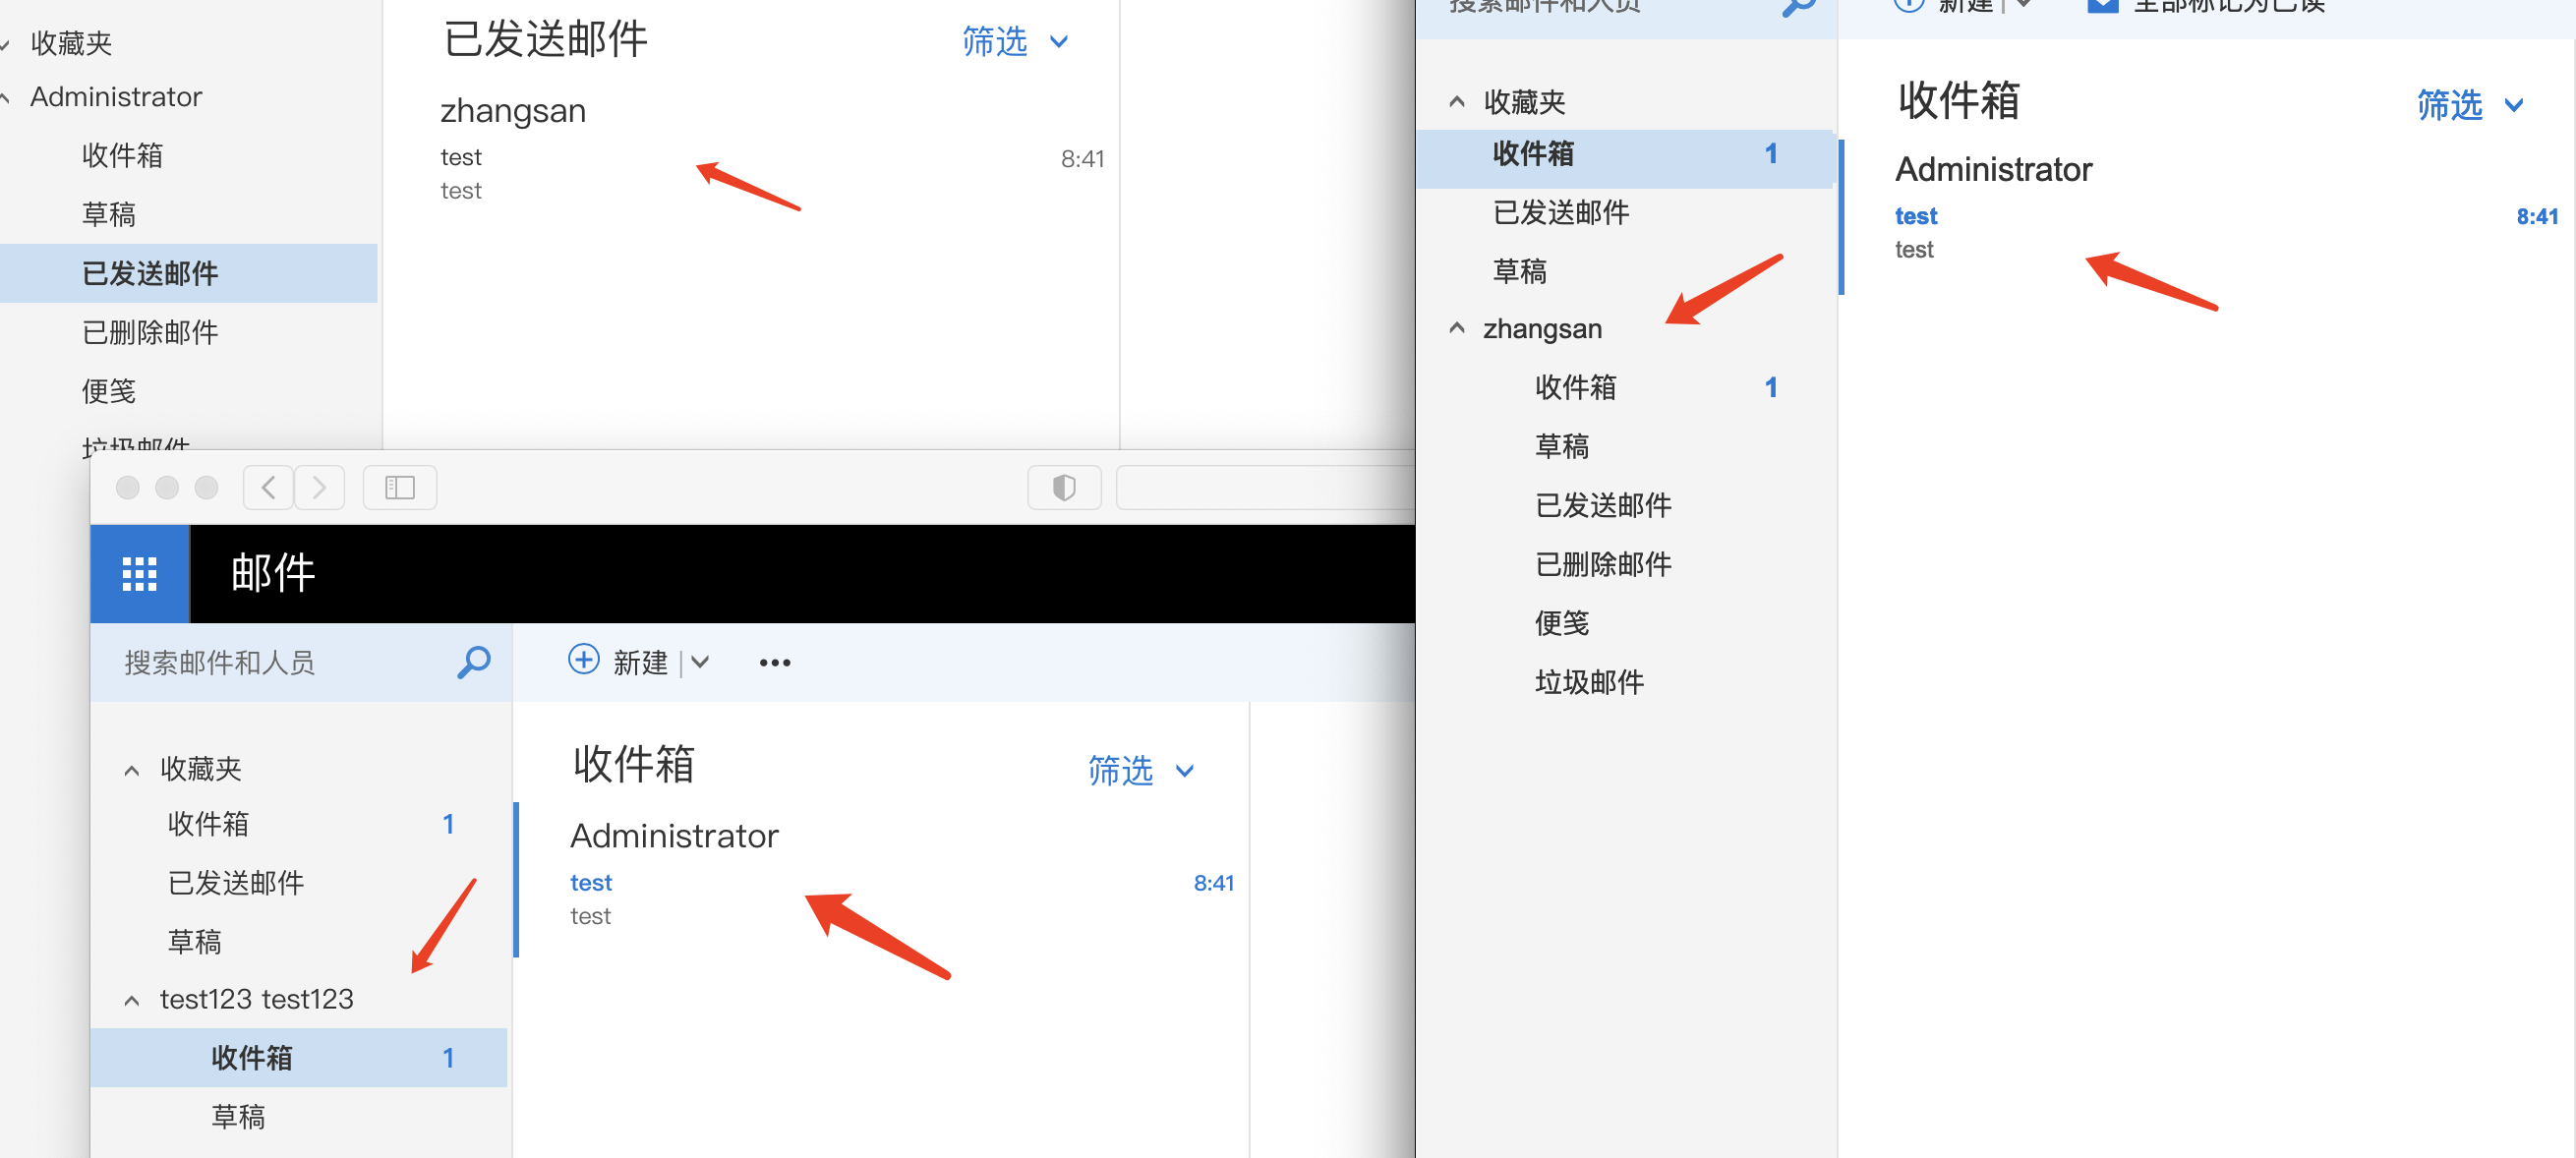 收藏夹
Administrator
收件箱
草稿
已发送邮件
已删除邮件
便笺
垃圾邮件
已发送邮件
筛选
zhangsan
test
8:41
test
邮件
搜索邮件和人员
新建
收藏夹
收件箱 1
已发送邮件
草稿
test123 test123
收件箱 1
草稿
收件箱
筛选
Administrator
test
8:41
test
搜索邮件和人员
新建
全部标记为已读
收藏夹
收件箱 1
已发送邮件
草稿
zhangsan
收件箱 1
草稿
已发送邮件
已删除邮件
便笺
垃圾邮件
收件箱
筛选
Administrator
test
8:41
test